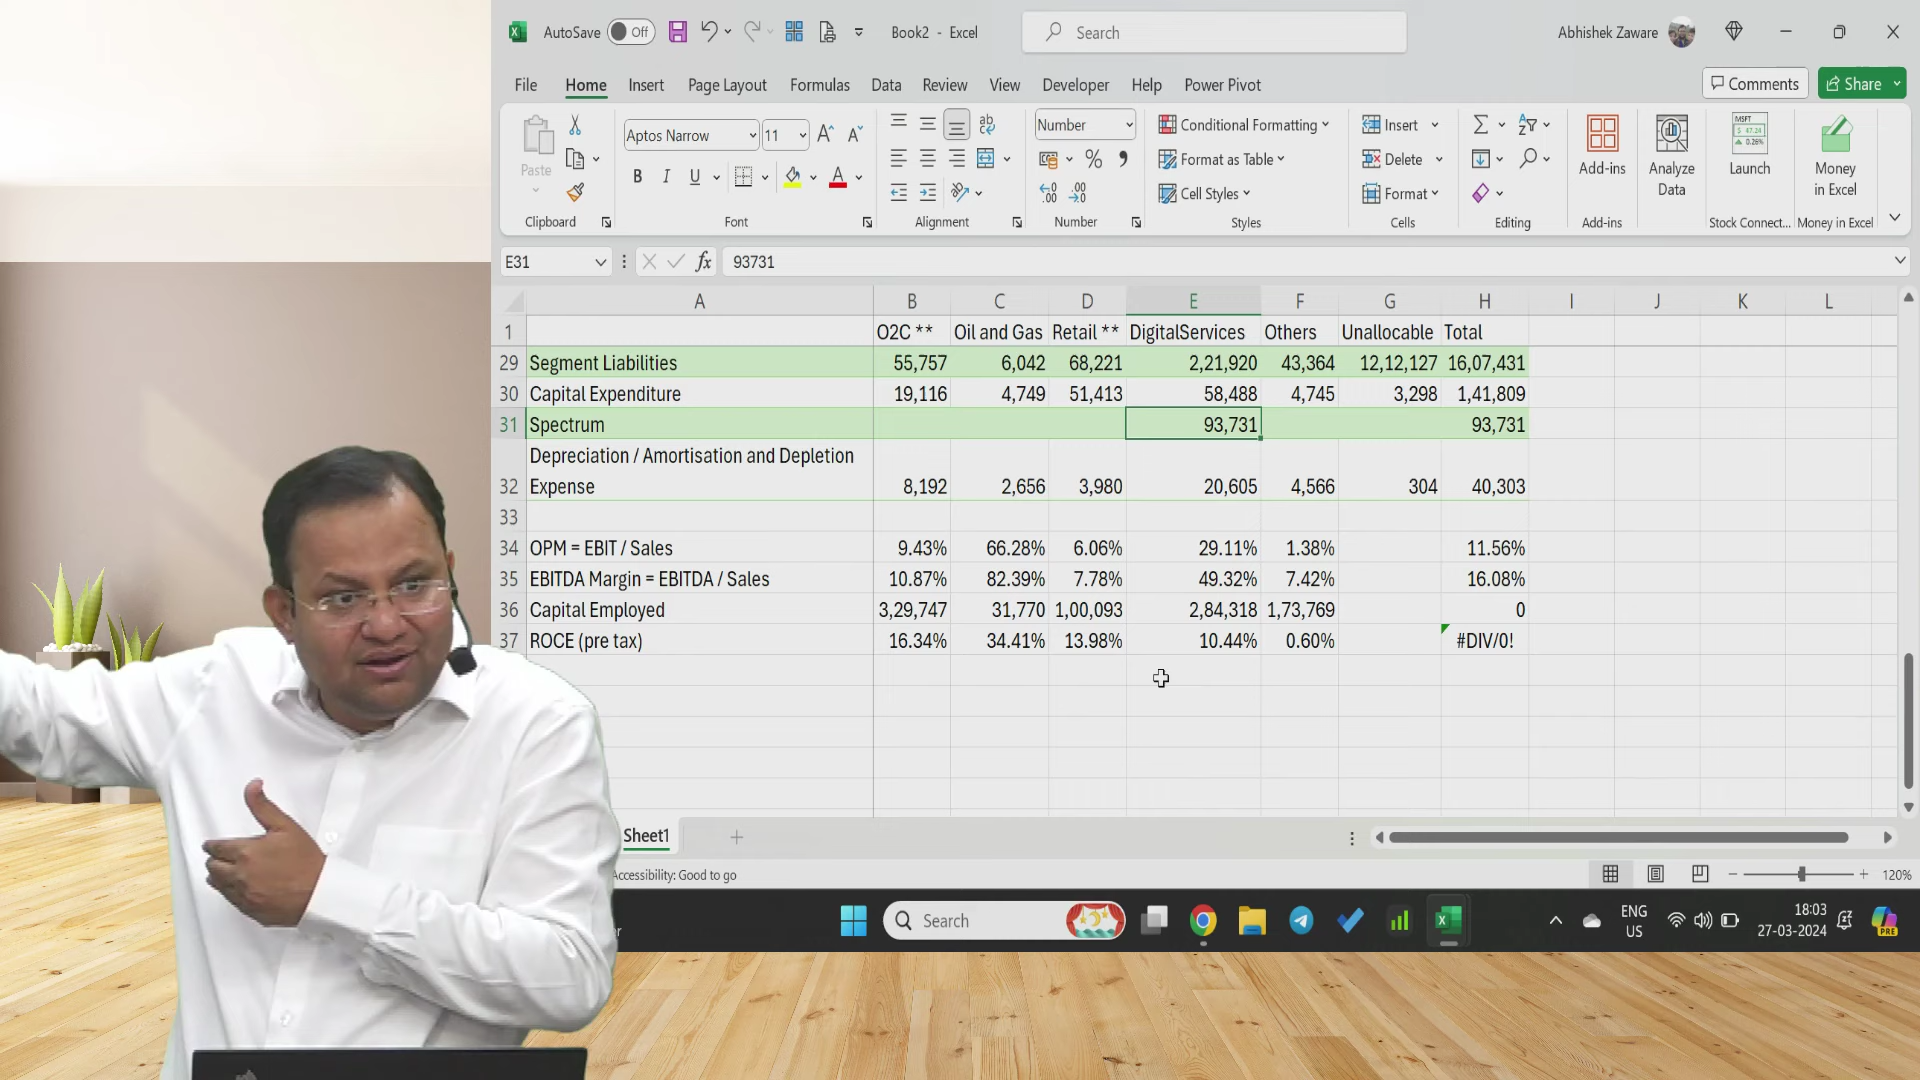 AutoSave Off Book2 - Excel Search Abhishek Zaware
File Home Insert Page Layout Formulas Data Review View Developer Help Power Pivot Comments Share
Paste Aptos Narrow 11 Number Conditional Formatting Insert MSFT $ 47.24 0.26%
Format as Table Delete Add-ins Analyze Data Launch Money in Excel
B I U A Cell Styles Format
Clipboard Font Alignment Number Styles Cells Editing Add-ins Stock Connect... Money in Excel
E31 fx 93731
A B C D E F G H I J K L
1 O2C ** Oil and Gas Retail ** DigitalServices Others Unallocable Total
29 Segment Liabilities 55,757 6,042 68,221 2,21,920 43,364 12,12,127 16,07,431
30 Capital Expenditure 19,116 4,749 51,413 58,488 4,745 3,298 1,41,809
31 Spectrum 93,731 93,731
Depreciation / Amortisation and Depletion
32 Expense 8,192 2,656 3,980 20,605 4,566 304 40,303
33
34 OPM = EBIT / Sales 9.43% 66.28% 6.06% 29.11% 1.38% 11.56%
35 EBITDA Margin = EBITDA / Sales 10.87% 82.39% 7.78% 49.32% 7.42% 16.08%
36 Capital Employed 3,29,747 31,770 1,00,093 2,84,318 1,73,769 0
37 ROCE (pre tax) 16.34% 34.41% 13.98% 10.44% 0.60% #DIV/0!
Sheet1
Accessibility: Good to go 120%
Search ENG 18:03
US 27-03-2024 PRE